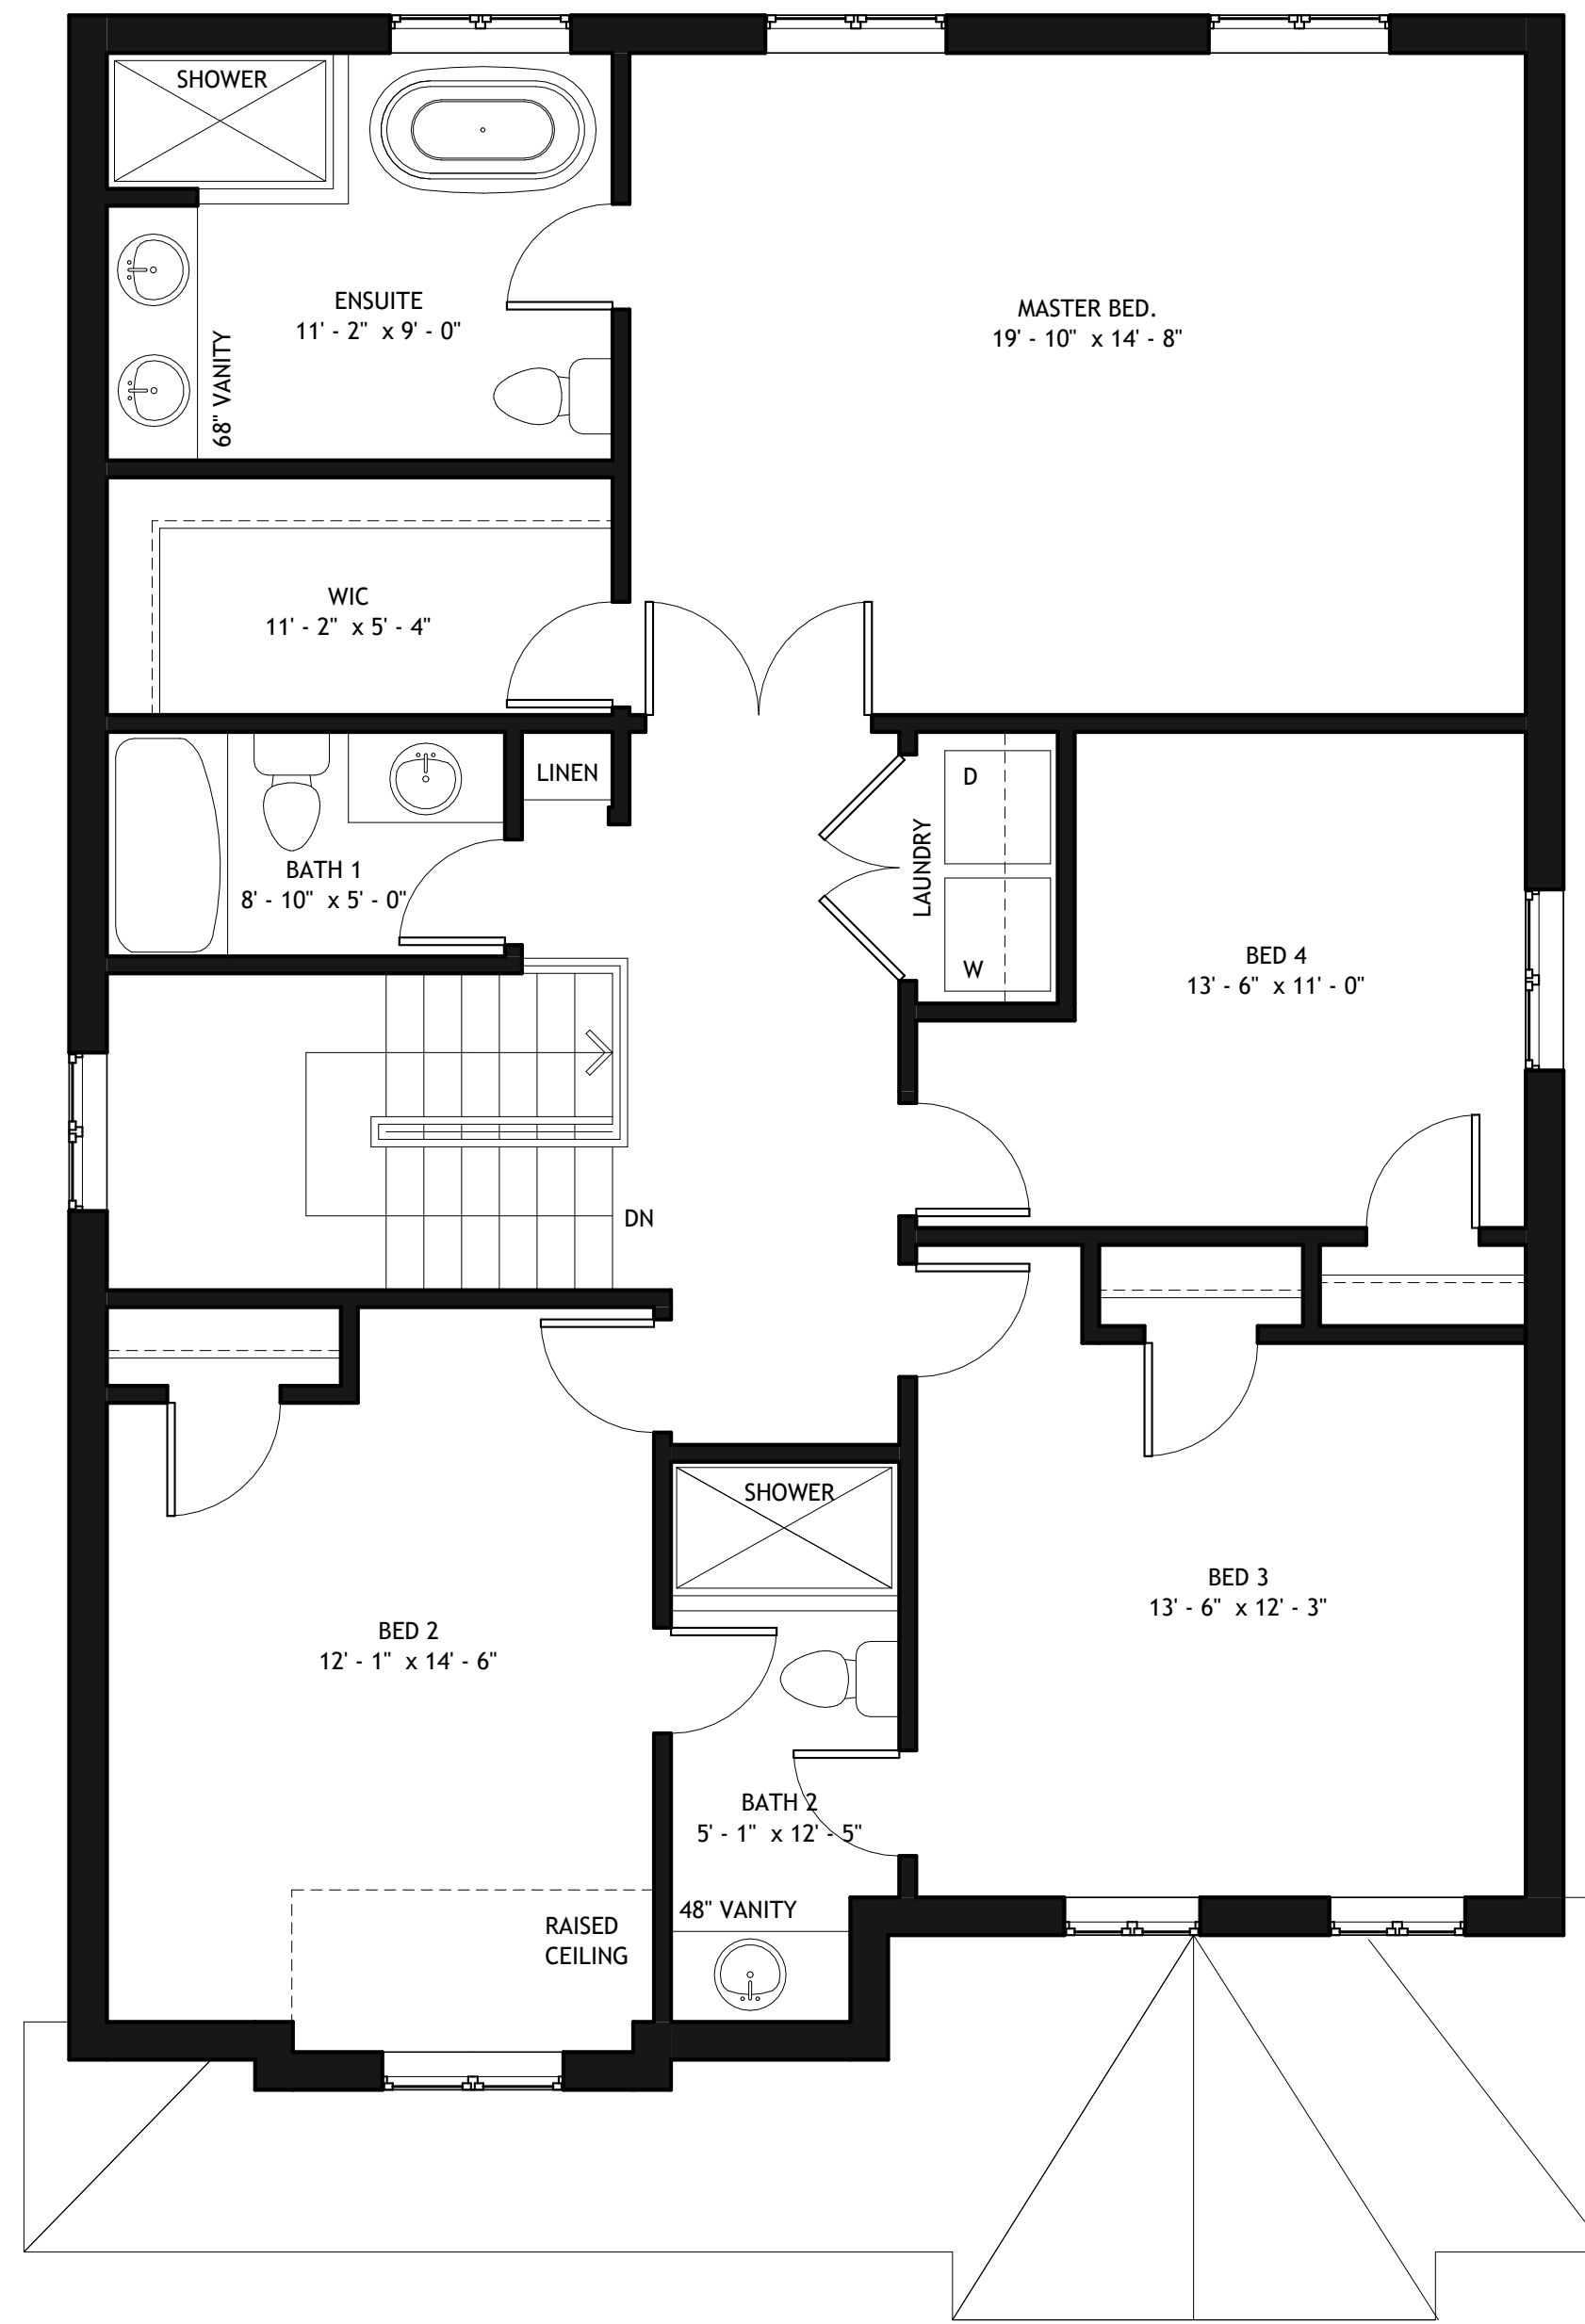 SHOWER
ENSUITE
11' - 2" x 9' - 0"
68" VANITY
MASTER BED.
19' - 10" x 14' - 8"
WIC
11' - 2" x 5' - 4"
LINEN
BATH 1
8' - 10" x 5' - 0"
D
LAUNDRY
W
BED 4
13' - 6" x 11' - 0"
DN
SHOWER
BED 3
13' - 6" x 12' - 3"
BED 2
12' - 1" x 14' - 6"
BATH 2
5' - 1" x 12' - 5"
48" VANITY
RAISED
CEILING